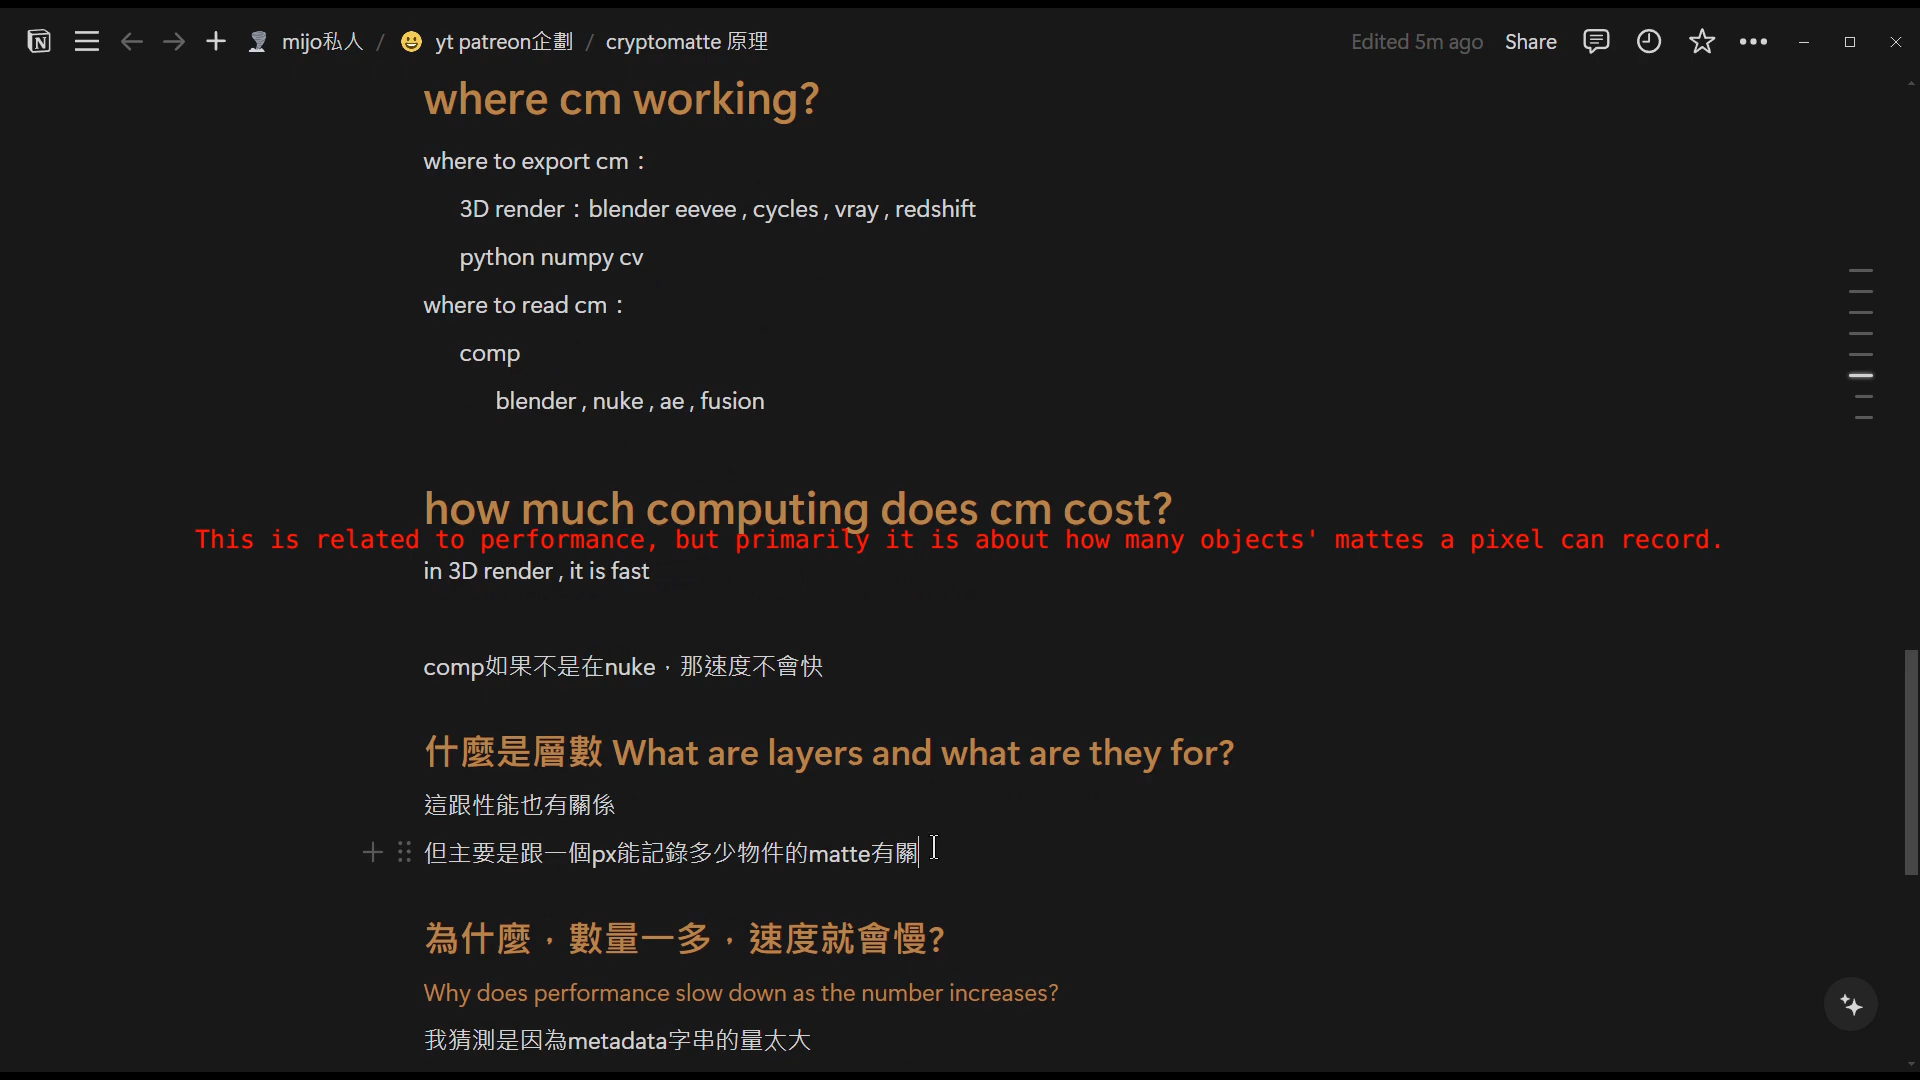 mijo私人 / yt patreon企劃 / cryptomatte 原理
Edited 5m ago Share
where cm working?
where to export cm：
3D render：blender eevee , cycles , vray , redshift
python numpy cv
where to read cm：
comp
blender , nuke , ae , fusion
how much computing does cm cost?
This is related to performance, but primarily it is about how many objects' mattes a pixel can record.
in 3D render , it is fast
comp如果不是在nuke，那速度不會快
什麼是層數 What are layers and what are they for?
這跟性能也有關係
但主要是跟一個px能記錄多少物件的matte有關
為什麼，數量一多，速度就會慢?
Why does performance slow down as the number increases?
我猜測是因為metadata字串的量太大